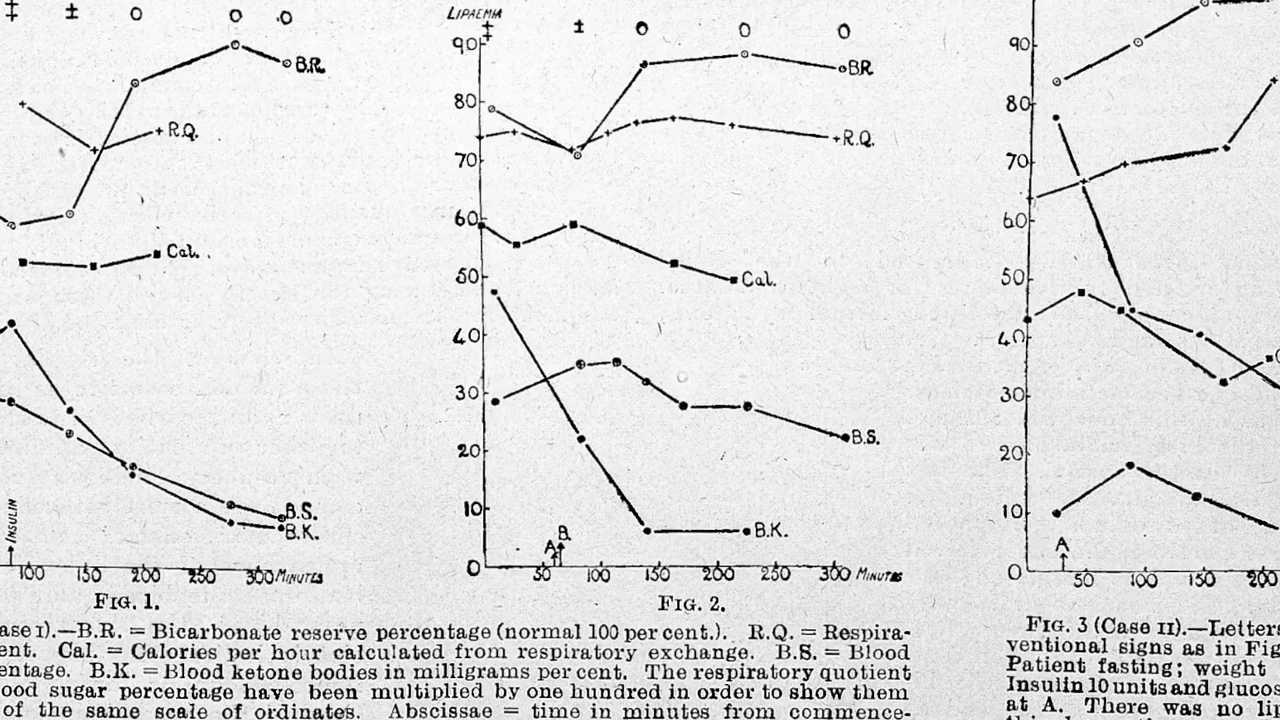 LIPAEMIA
B.R.
R.Q.
Cal.
B.S.
B.K.
INSULIN
100 150 200 250 300 MINUTES
FIG. 1.
90
80
70
60
50
40
30
20
10
0
B.R
R.Q.
Cal.
B.S.
B.K.
A. B.
50 100 150 200 250 300 MINUTES
FIG. 2.
90
80
70
60
50
40
30
20
10
0
A
50 100 150 200
ase I).—B.R. = Bicarbonate reserve percentage (normal 100 per cent.). R.Q. = Respira-
ent. Cal. = Calories per hour calculated from respiratory exchange. B.S. = Blood
entage. B.K. = Blood ketone bodies in milligrams per cent. The respiratory quotient
ood sugar percentage have been multiplied by one hundred in order to show them
of the same scale of ordinates. Abscissae = time in minutes from commence-
FIG. 3 (Case II).—Letters
ventional signs as in Fig
Patient fasting; weight
Insulin 10 units and glucos
at A. There was no li